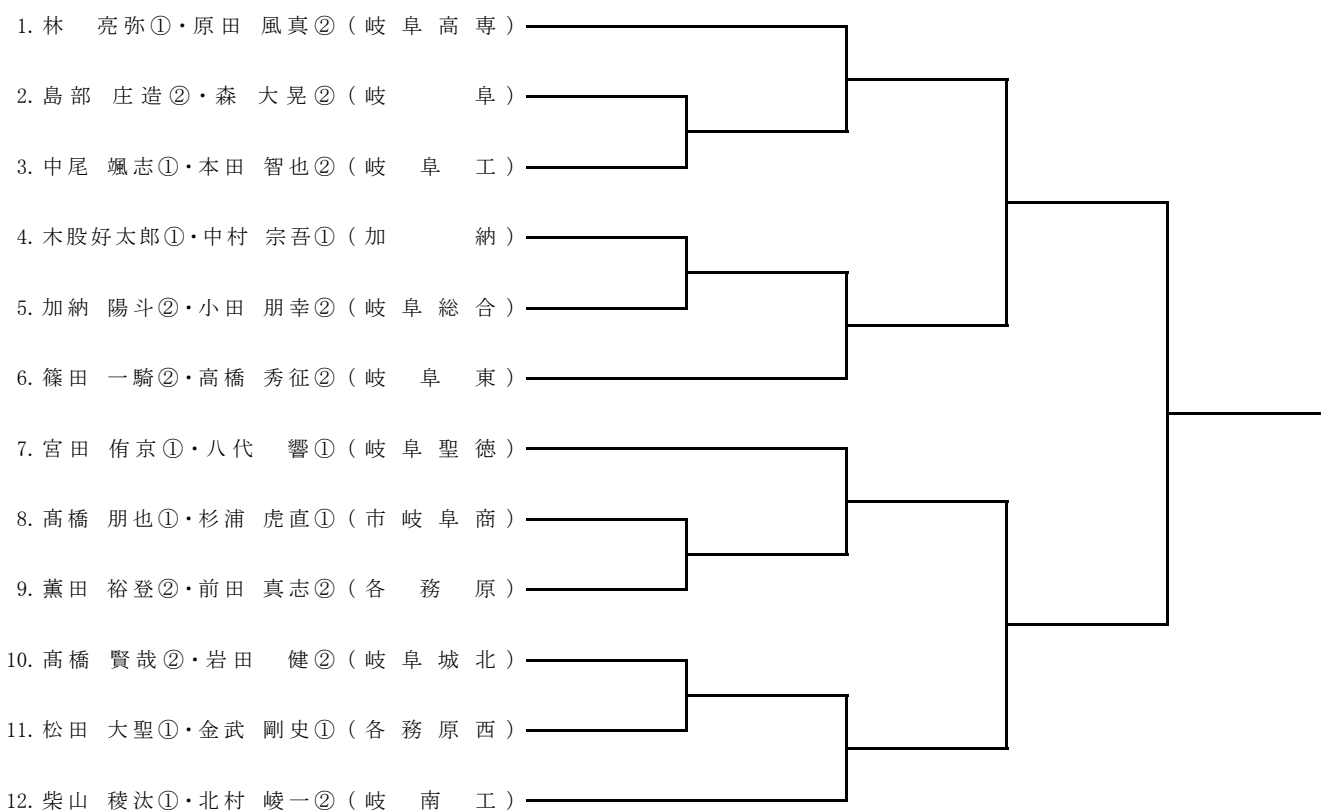 1. 林 亮弥①・原田 風真②（岐阜高専）
2. 島部 庄造②・森 大晃②（岐阜）
3. 中尾 颯志①・本田 智也②（岐阜工）
4. 木股好太郎①・中村 宗吾①（加納）
5. 加納 陽斗②・小田 朋幸②（岐阜総合）
6. 篠田 一騎②・高橋 秀征②（岐阜東）
7. 宮田 侑京①・八代 響①（岐阜聖徳）
8. 髙橋 朋也①・杉浦 虎直①（市岐阜商）
9. 薫田 裕登②・前田 真志②（各務原）
10. 髙橋 賢哉②・岩田 健②（岐阜城北）
11. 松田 大聖①・金武 剛史①（各務原西）
12. 柴山 稜汰①・北村 崚一②（岐南工）